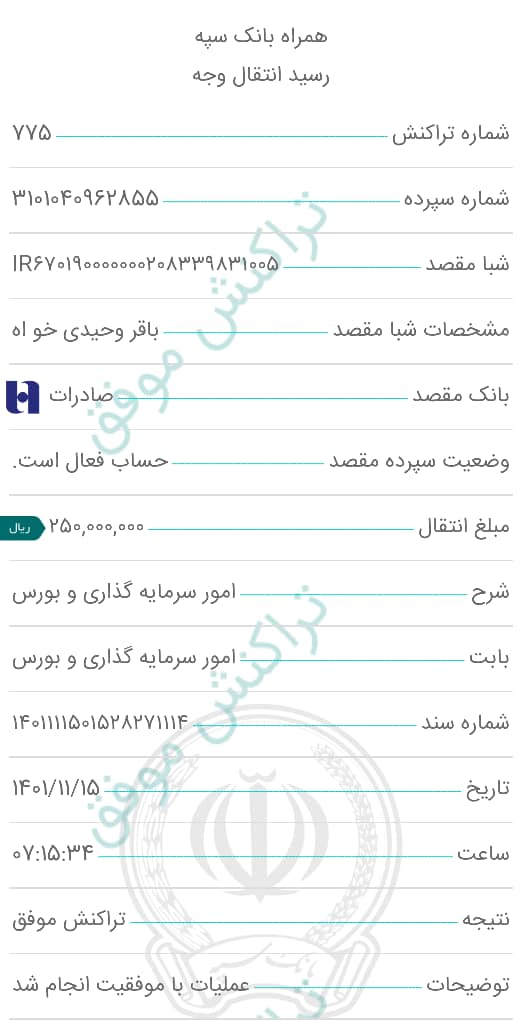 همراه بانک سپه
رسید انتقال وجه
شماره تراکنش ۷۷۵
شماره سپرده ۳۱۰۱۰۴۰۹۶۲۸۵۵
شبا مقصد IR۶۷۰۱۹۰۰۰۰۰۰۰۲۰۸۳۳۹۸۳۱۰۰۵
مشخصات شبا مقصد باقر وحیدی خو اه
بانک مقصد صادرات
وضعیت سپرده مقصد حساب فعال است.
مبلغ انتقال ۲۵۰,۰۰۰,۰۰۰ ریال
شرح امور سرمایه گذاری و بورس
بابت امور سرمایه گذاری و بورس
شماره سند ۱۴۰۱۱۱۱۵۰۱۵۲۸۲۷۱۱۱۴
تاریخ ۱۴۰۱/۱۱/۱۵
ساعت ۰۷:۱۵:۳۴
نتیجه تراکنش موفق
توضیحات عملیات با موفقیت انجام شد
تراکنش موفق
تراکنش موفق
بانک سپه